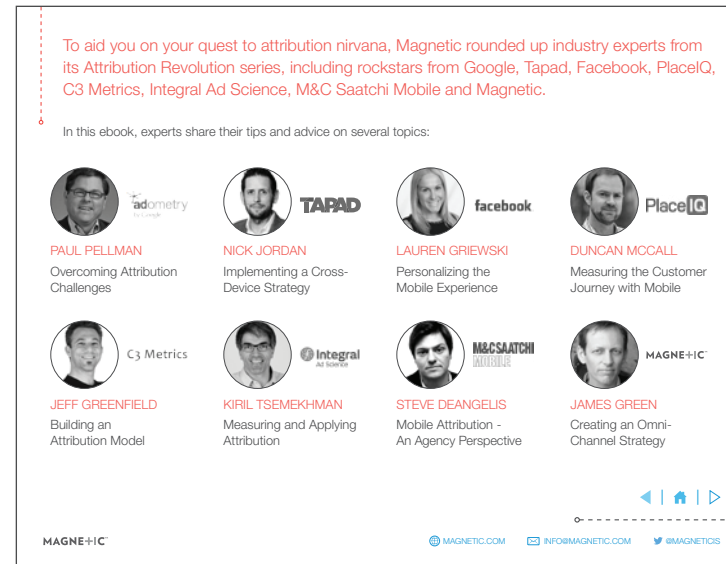 To aid you on your quest to attribution nirvana, Magnetic rounded up industry experts from
its Attribution Revolution series, including rockstars from Google, Tapad, Facebook, PlaceIQ,
C3 Metrics, Integral Ad Science, M&C Saatchi Mobile and Magnetic.
In this ebook, experts share their tips and advice on several topics:
adometry
by Google
PAUL PELLMAN
Overcoming Attribution
Challenges
TAPAD
NICK JORDAN
Implementing a Cross-
Device Strategy
facebook
LAUREN GRIEWSKI
Personalizing the
Mobile Experience
PlaceIQ
DUNCAN MCCALL
Measuring the Customer
Journey with Mobile
C3 Metrics
JEFF GREENFIELD
Building an
Attribution Model
Integral
Ad Science
KIRIL TSEMEKHMAN
Measuring and Applying
Attribution
M&CSAATCHI
MOBILE
STEVE DEANGELIS
Mobile Attribution -
An Agency Perspective
MAGNETIC
JAMES GREEN
Creating an Omni-
Channel Strategy
MAGNETIC
MAGNETIC.COM
INFO@MAGNETIC.COM
@MAGNETICIS